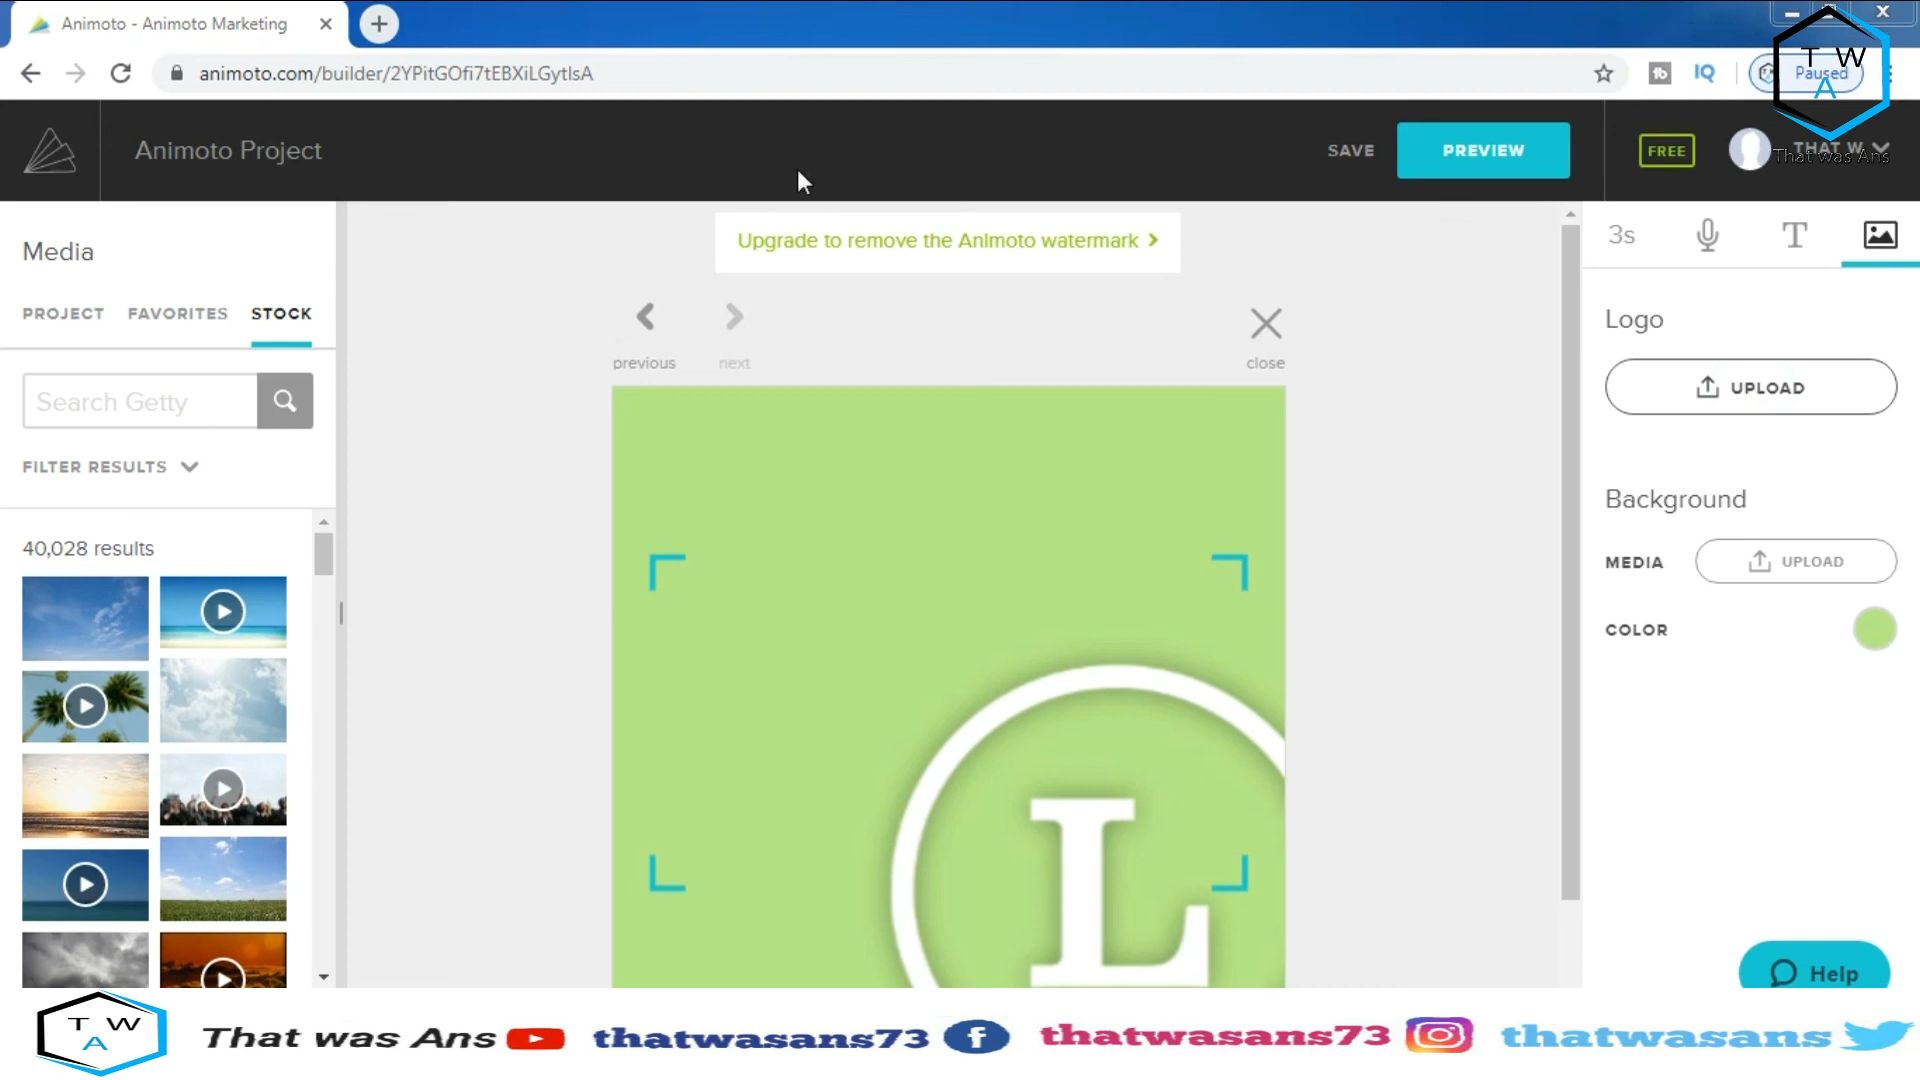 Animoto - Animoto Marketing
animoto.com/builder/2YPitGOfi7tEBXiLGytlsA
IQ
Paused
T W
A
That was Ans
Animoto Project
SAVE
PREVIEW
FREE
THAT W.
Upgrade to remove the Animoto watermark
Media
PROJECT
FAVORITES
STOCK
Search Getty
FILTER RESULTS
40,028 results
previous
next
close
L
3s
T
Logo
UPLOAD
Background
MEDIA
UPLOAD
COLOR
Help
T W
A
That was Ans
thatwasans73
f
thatwasans73
thatwasans